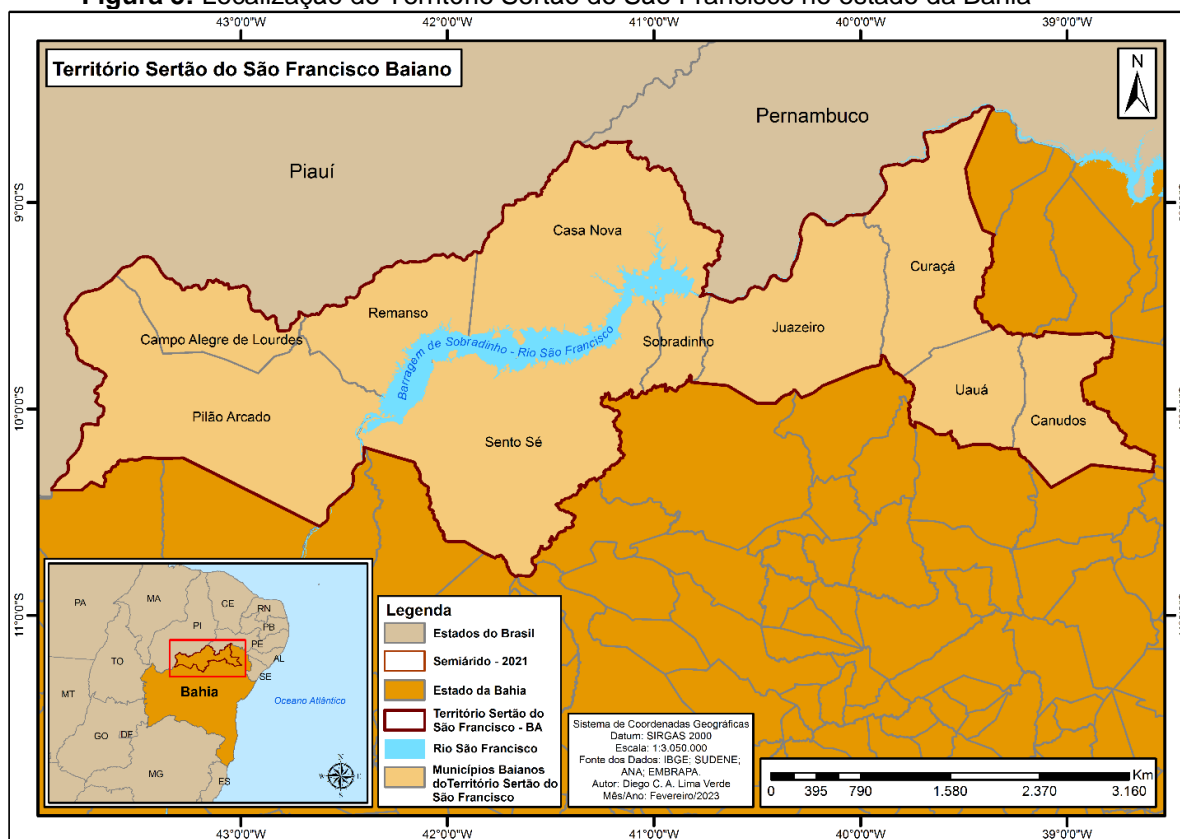 Figura 3: Localização do Território Sertão do São Francisco no estado da Bahia
43°0'0"W
42°0'0"W
41°0'0"W
40°0'0"W
39°0'0"W
Território Sertão do São Francisco Baiano
N
Pernambuco
Piauí
9°0'0"S
Casa Nova
Curaçá
Remanso
Juazeiro
Campo Alegre de Lourdes
Sobradinho
Barragem de Sobradinho - Rio São Francisco
Uauá
10°0'0"S
Pilão Arcado
Canudos
Sento Sé
11°0'0"S
PA
MA
CE
RN
PI
PB
PE
TO
AL
SE
MT
Bahia
Oceano Atlântico
GO
DF
MG
ES
Legenda
Estados do Brasil
Semiárido - 2021
Estado da Bahia
Território Sertão do
São Francisco - BA
Rio São Francisco
Municípios Baianos
doTerritório Sertão do
São Francisco
Sistema de Coordenadas Geográficas
Datum: SIRGAS 2000
Escala: 1:3.050.000
Fonte dos Dados: IBGE; SUDENE;
ANA; EMBRAPA.
Autor: Diego C. A. Lima Verde
Mês/Ano: Fevereiro/2023
Km
0 395 790 1.580 2.370 3.160
43°0'0"W
42°0'0"W
41°0'0"W
40°0'0"W
39°0'0"W